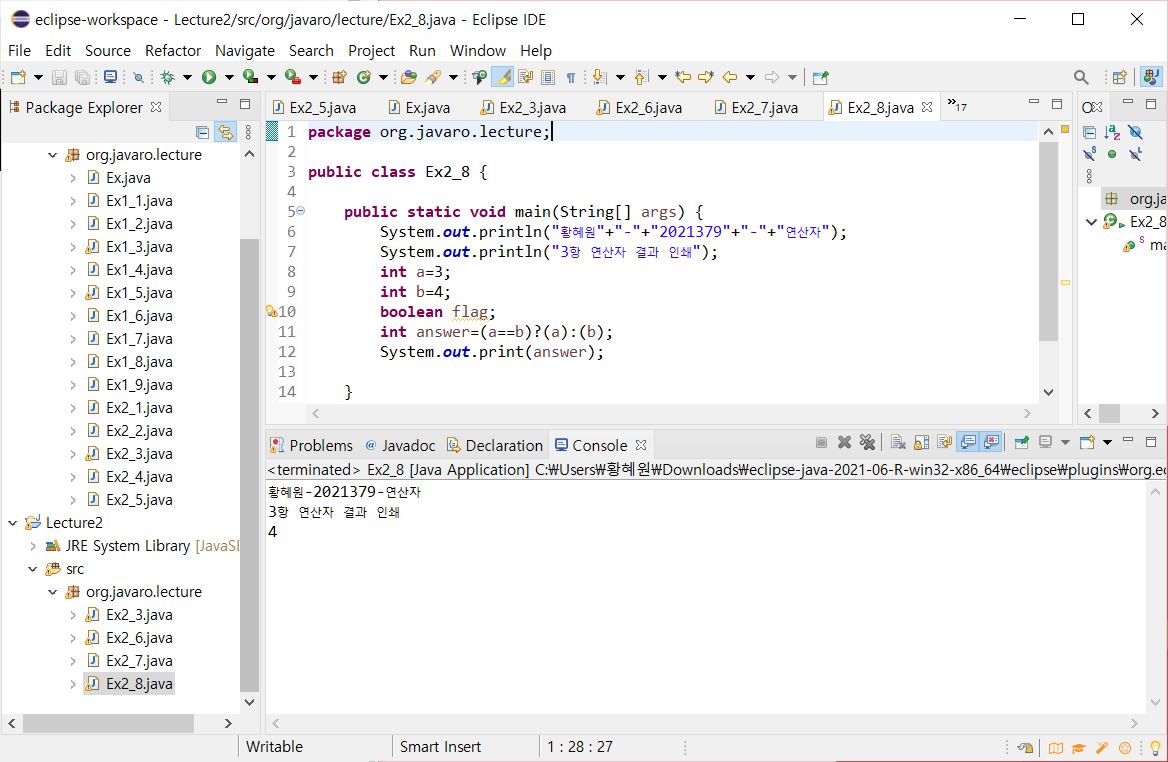 eclipse-workspace - Lecture2/src/org/javaro/lecture/Ex2_8.java - Eclipse IDE
File Edit Source Refactor Navigate Search Project Run Window Help
Package Explorer
org.javaro.lecture
Ex.java
Ex1_1.java
Ex1_2.java
Ex1_3.java
Ex1_4.java
Ex1_5.java
Ex1_6.java
Ex1_7.java
Ex1_8.java
Ex1_9.java
Ex2_1.java
Ex2_2.java
Ex2_3.java
Ex2_4.java
Ex2_5.java
Lecture2
JRE System Library [JavaSE
src
org.javaro.lecture
Ex2_3.java
Ex2_6.java
Ex2_7.java
Ex2_8.java
Ex2_5.java Ex.java Ex2_3.java Ex2_6.java Ex2_7.java Ex2_8.java »17
1 package org.javaro.lecture;
2
3 public class Ex2_8 {
4
5 public static void main(String[] args) {
6 System.out.println("황혜원"+"-"+"2021379"+"-"+"연산자");
7 System.out.println("3항 연산자 결과 인쇄");
8 int a=3;
9 int b=4;
10 boolean flag;
11 int answer=(a==b)?(a):(b);
12 System.out.print(answer);
13
14 }
org.ja
Ex2_8
ma
Problems @ Javadoc Declaration Console
<terminated> Ex2_8 [Java Application] C:₩Users₩황혜원₩Downloads₩eclipse-java-2021-06-R-win32-x86_64₩eclipse₩plugins₩org.ec
황혜원-2021379-연산자
3항 연산자 결과 인쇄
4
Writable Smart Insert 1 : 28 : 27